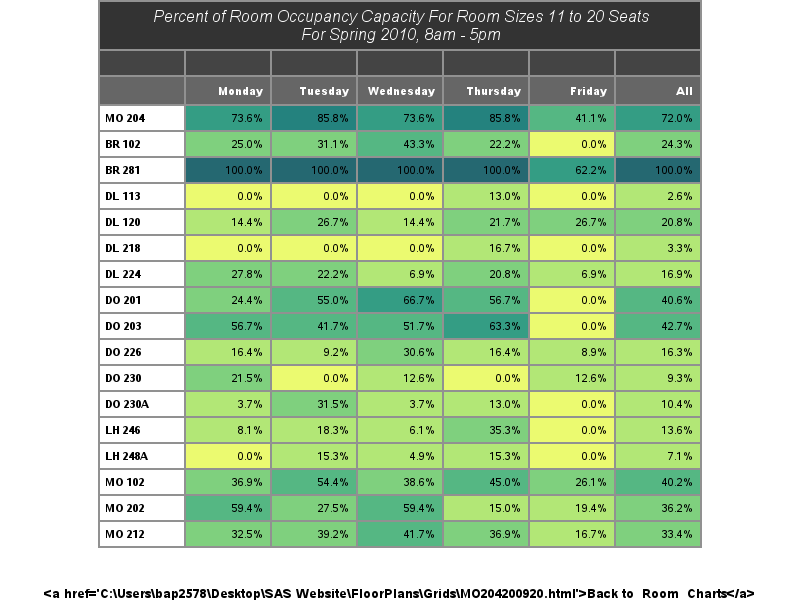 Percent of Room Occupancy Capacity For Room Sizes 11 to 20 Seats
For Spring 2010, 8am - 5pm
Monday Tuesday Wednesday Thursday Friday All
MO 204 73.6% 85.8% 73.6% 85.8% 41.1% 72.0%
BR 102 25.0% 31.1% 43.3% 22.2% 0.0% 24.3%
BR 281 100.0% 100.0% 100.0% 100.0% 62.2% 100.0%
DL 113 0.0% 0.0% 0.0% 13.0% 0.0% 2.6%
DL 120 14.4% 26.7% 14.4% 21.7% 26.7% 20.8%
DL 218 0.0% 0.0% 0.0% 16.7% 0.0% 3.3%
DL 224 27.8% 22.2% 6.9% 20.8% 6.9% 16.9%
DO 201 24.4% 55.0% 66.7% 56.7% 0.0% 40.6%
DO 203 56.7% 41.7% 51.7% 63.3% 0.0% 42.7%
DO 226 16.4% 9.2% 30.6% 16.4% 8.9% 16.3%
DO 230 21.5% 0.0% 12.6% 0.0% 12.6% 9.3%
DO 230A 3.7% 31.5% 3.7% 13.0% 0.0% 10.4%
LH 246 8.1% 18.3% 6.1% 35.3% 0.0% 13.6%
LH 248A 0.0% 15.3% 4.9% 15.3% 0.0% 7.1%
MO 102 36.9% 54.4% 38.6% 45.0% 26.1% 40.2%
MO 202 59.4% 27.5% 59.4% 15.0% 19.4% 36.2%
MO 212 32.5% 39.2% 41.7% 36.9% 16.7% 33.4%
<a href='C:\Users\bap2578\Desktop\SAS Website\FloorPlans\Grids\MO204200920.html'>Back to Room Charts</a>